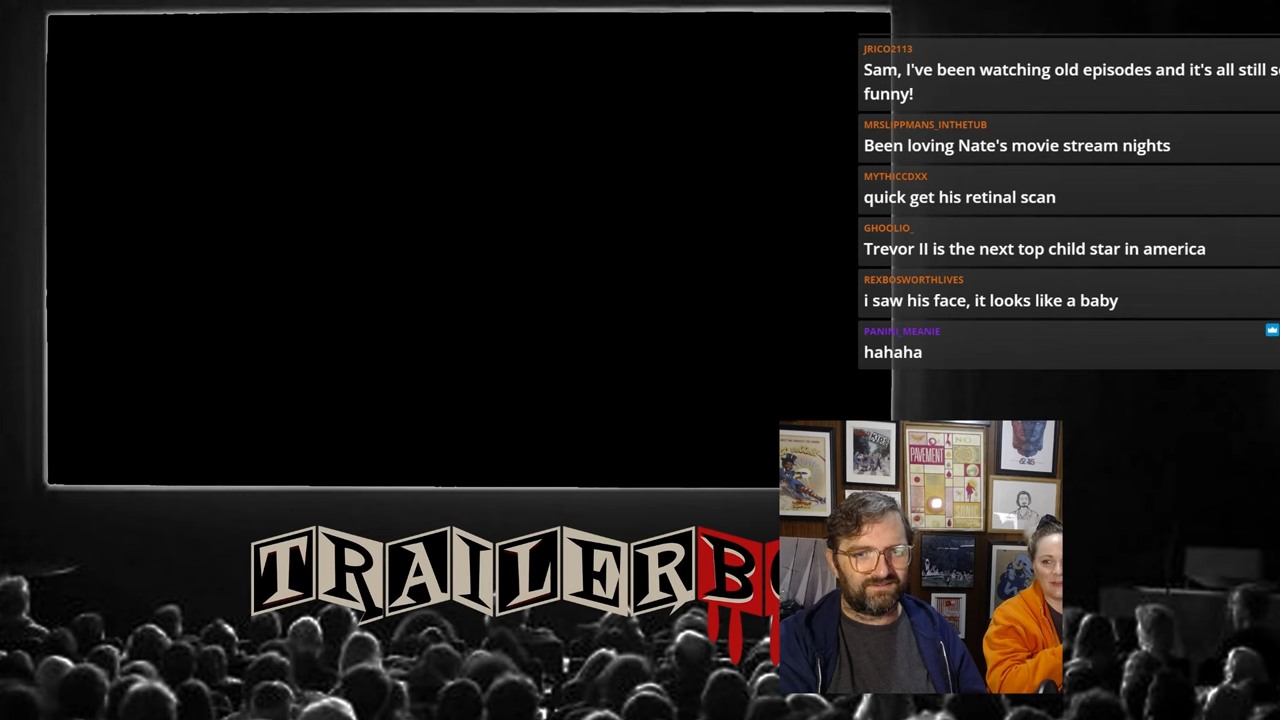 JRICO2113
Sam, I've been watching old episodes and it's all still
funny!
MRSLIPPMANS_INTHETUB
Been loving Nate's movie stream nights
MYTHICCDXX
quick get his retinal scan
GHOOLIO_
Trevor II is the next top child star in america
REXBOSWORTHLIVES
i saw his face, it looks like a baby
PANINI_MEANIE
hahaha
PAVEMENT
NO
TRAILERB